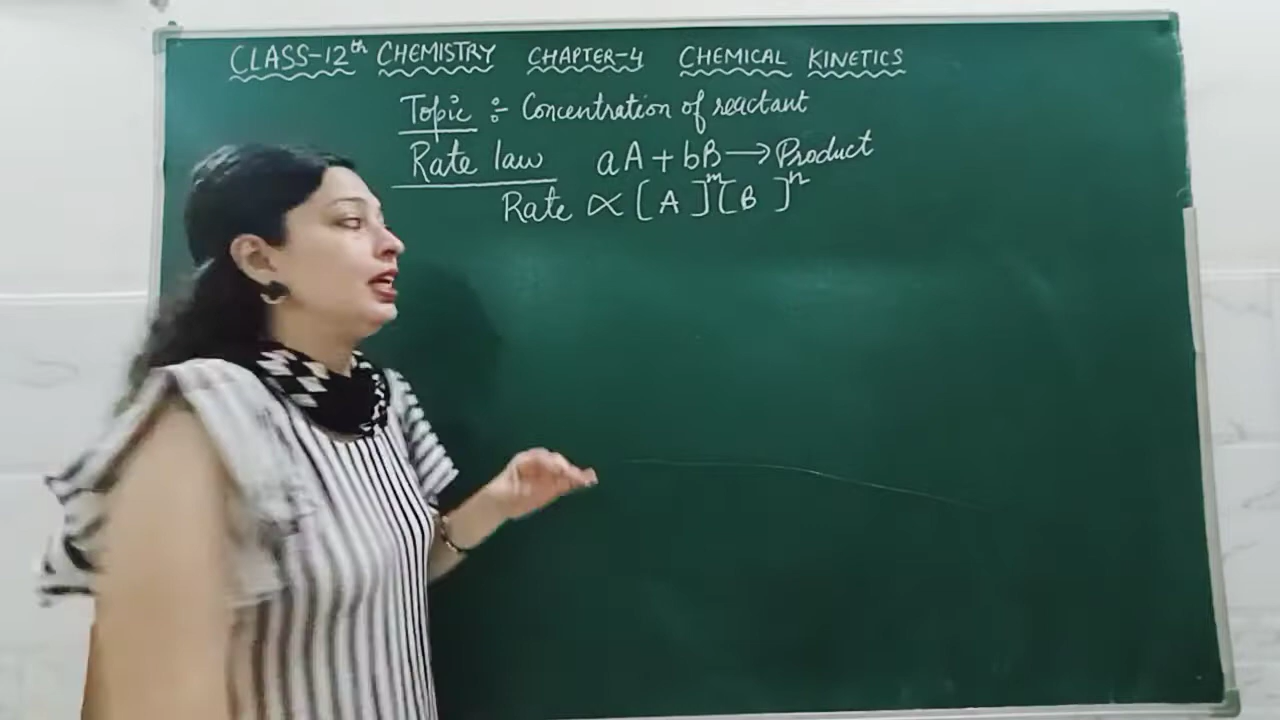 CLASS-12th CHEMISTRY CHAPTER-4 CHEMICAL KINETICS
Topic :- Concentration of reactant
Rate law aA + bB → Product
Rate ∝ [A]^m [B]^n